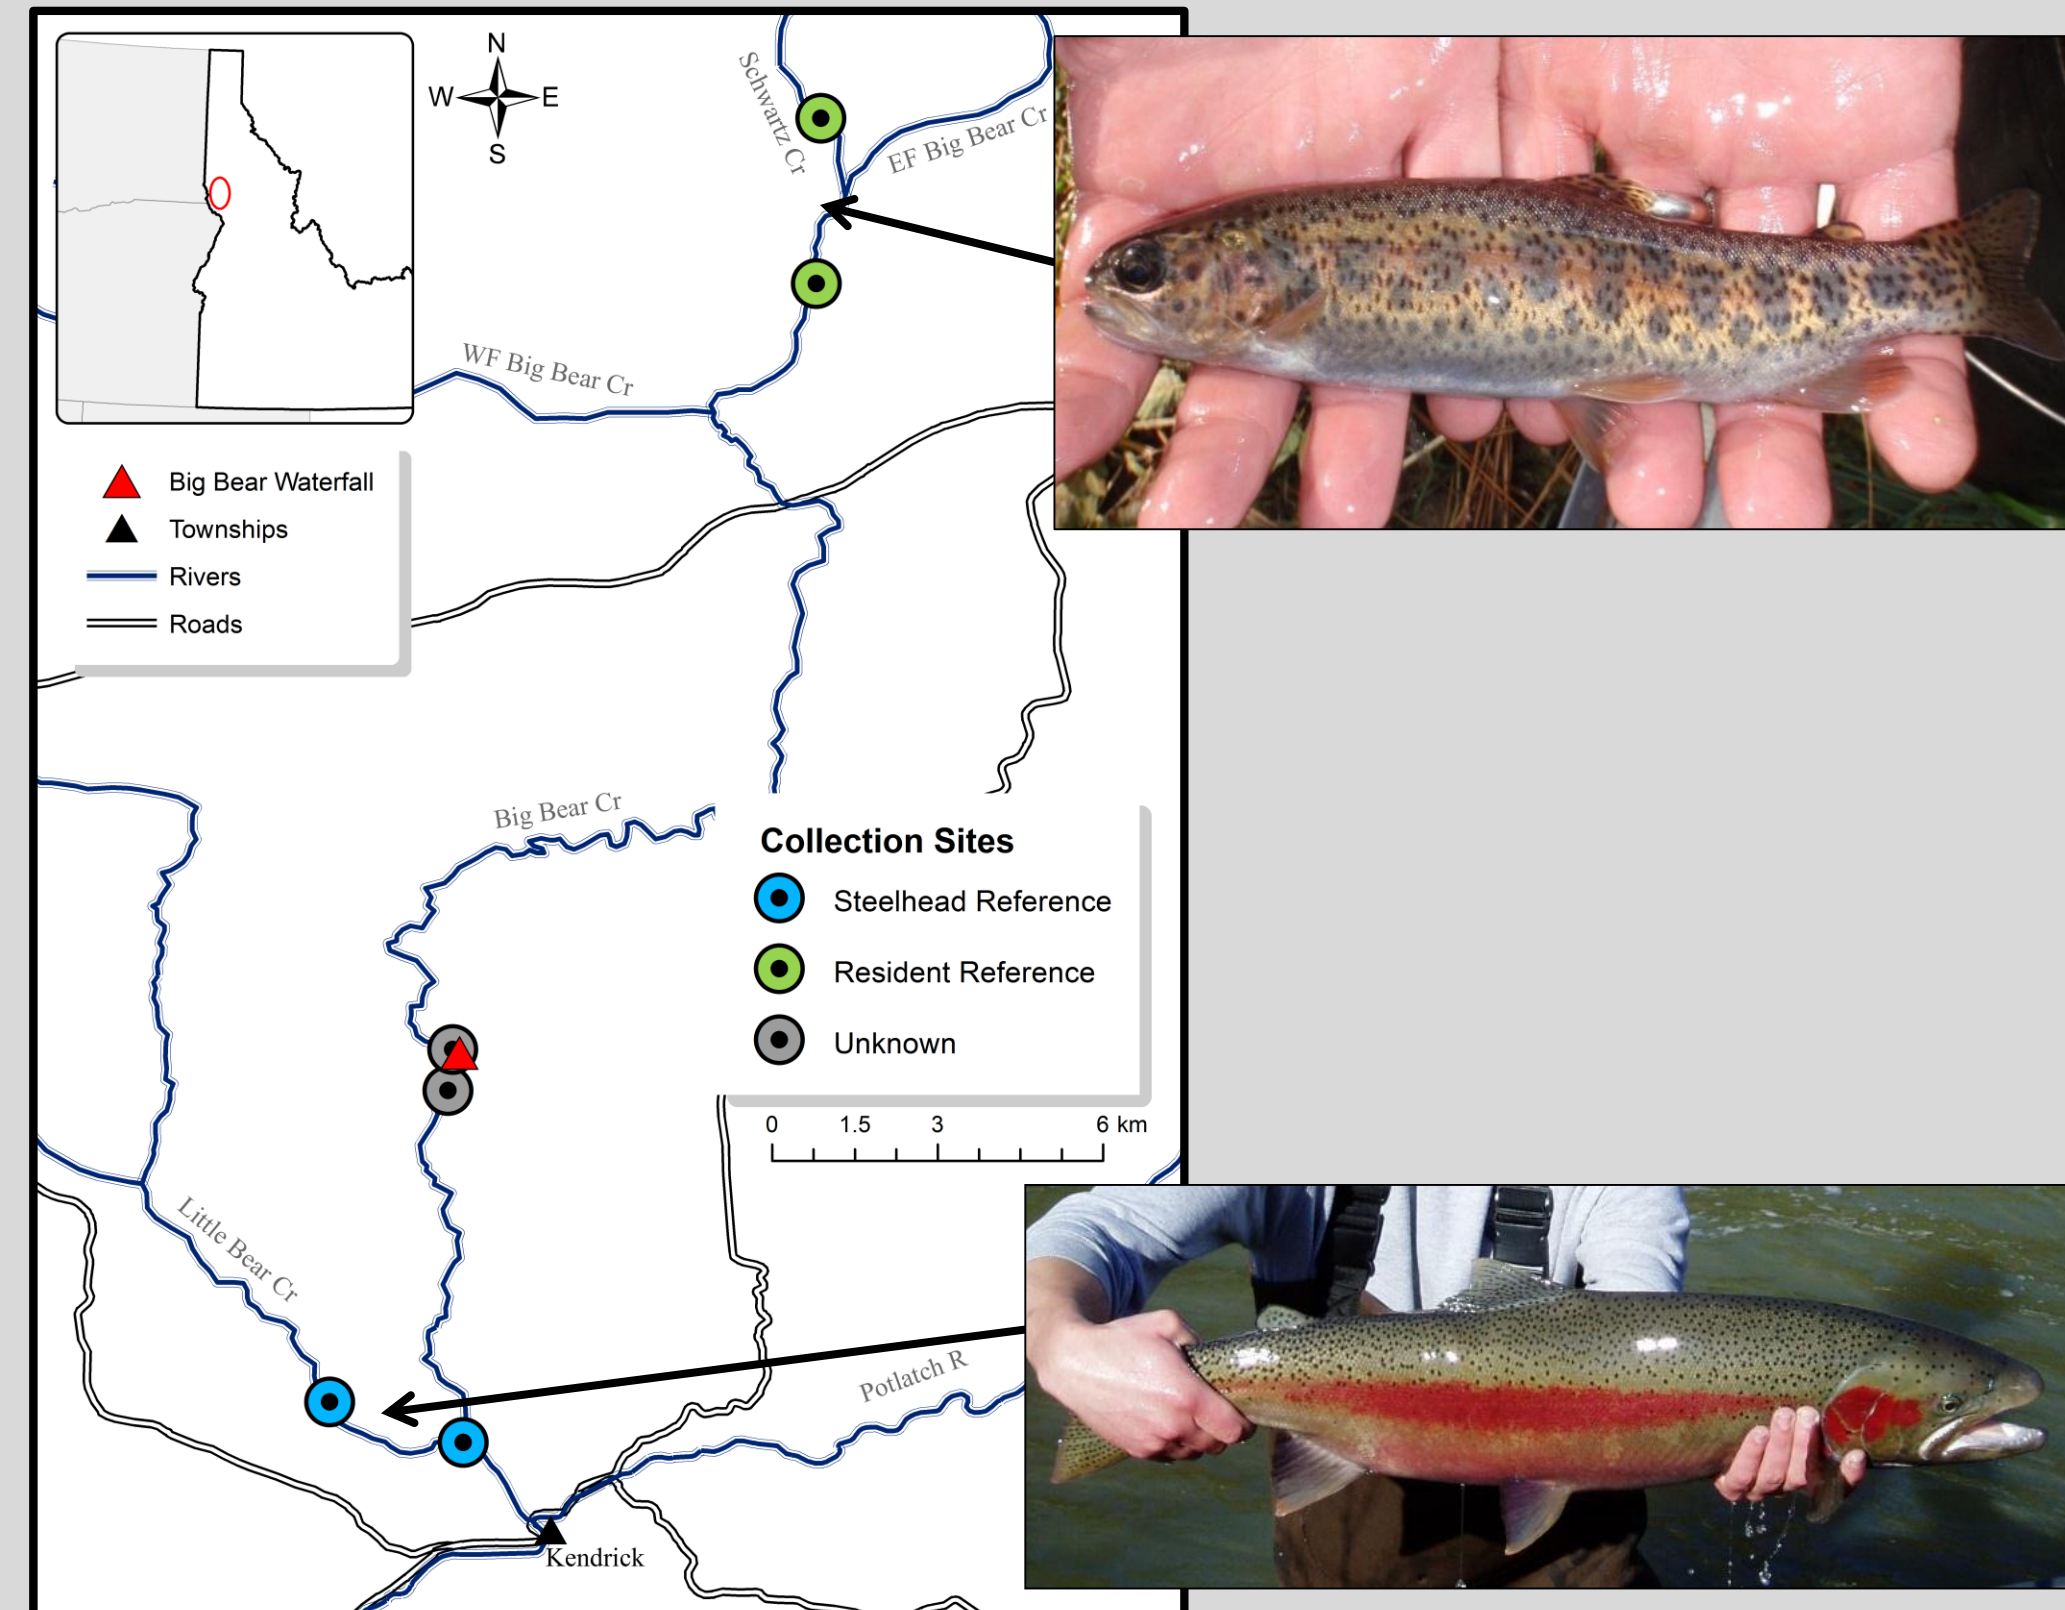 N
W
E
S
Schwartz Cr
EF Big Bear Cr
WF Big Bear Cr
Big Bear Waterfall
Townships
Rivers
Roads
Big Bear Cr
Collection Sites
Steelhead Reference
Resident Reference
Unknown
0 1.5 3 6 km
Little Bear Cr
Potlatch R
Kendrick